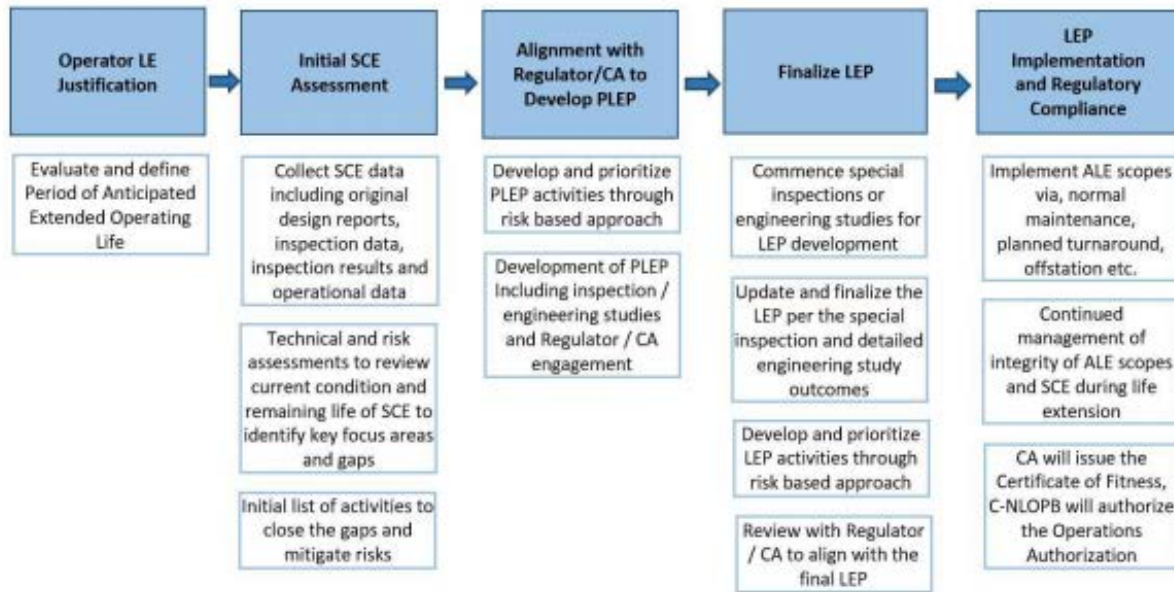 Operator LE
Justification
Initial SCE
Assessment
Alignment with
Regulator/CA to
Develop PLEP
Finalize LEP
LEP
Implementation
and Regulatory
Compliance
Evaluate and define
Period of Anticipated
Extended Operating
Life
Collect SCE data
including original
design reports,
inspection data,
inspection results and
operational data
Technical and risk
assessments to review
current condition and
remaining life of SCE to
identify key focus areas
and gaps
Initial list of activities to
close the gaps and
mitigate risks
Develop and prioritize
PLEP activities through
risk based approach
Development of PLEP
Including inspection /
engineering studies
and Regulator / CA
engagement
Commence special
inspections or
engineering studies for
LEP development
Update and finalize the
LEP per the special
inspection and detailed
engineering study
outcomes
Develop and prioritize
LEP activities through
risk based approach
Review with Regulator
/ CA to align with the
final LEP
Implement ALE scopes
via, normal
maintenance,
planned turnaround,
offstation etc.
Continued
management of
integrity of ALE scopes
and SCE during life
extension
CA will issue the
Certificate of Fitness,
C-NLOPB will authorize
the Operations
Authorization